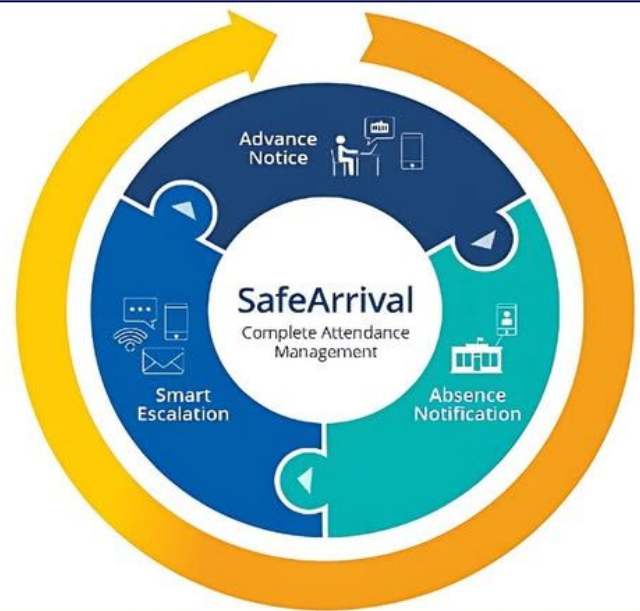 Advance
Notice
SafeArrival
Complete Attendance
Management
Smart
Escalation
Absence
Notification